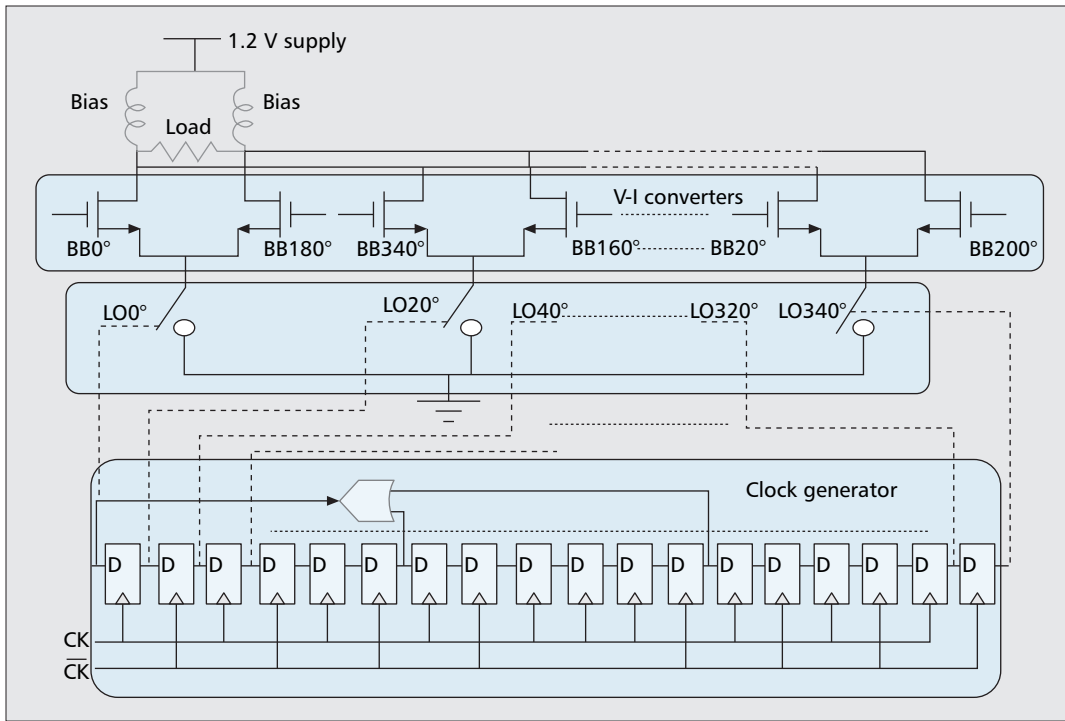 1.2 V supply
Bias
Bias
Load
V-I converters
BB0°
BB180°
BB340°
BB160°
BB20°
BB200°
LO0°
LO20°
LO40°
LO320°
LO340°
Clock generator
D D D D D D D D D D D D D D D D D D
CK
C̅K̅